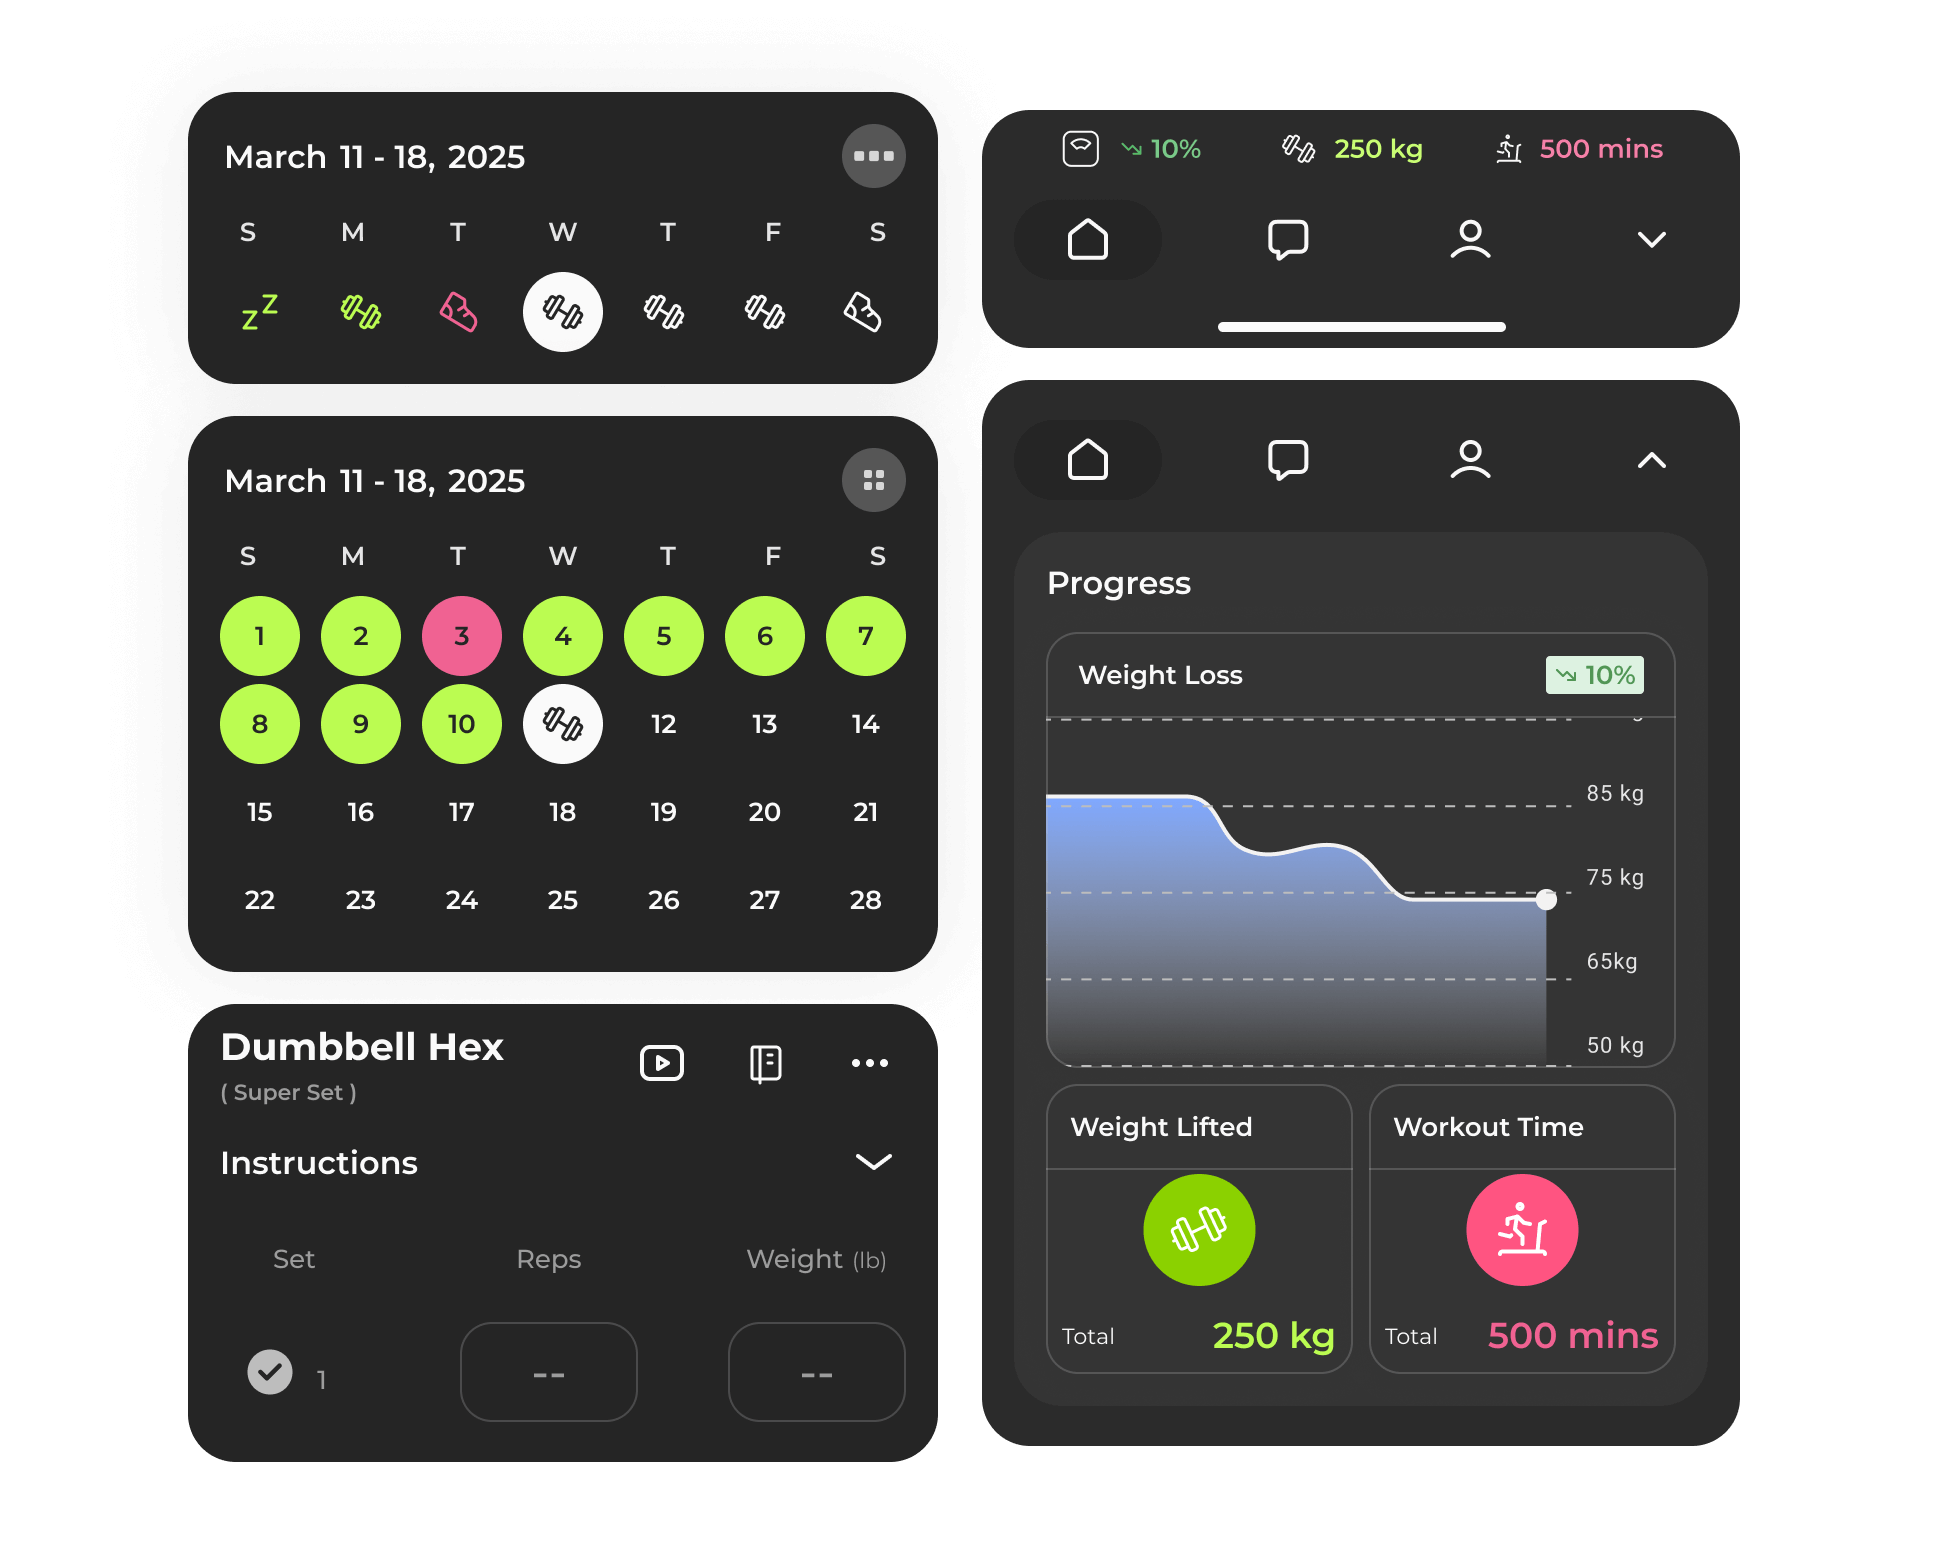 March 11 - 18, 2025
S M T W T F S
z z
March 11 - 18, 2025
S M T W T F S
1 2 3 4 5 6 7
8 9 10 12 13 14
15 16 17 18 19 20 21
22 23 24 25 26 27 28
Dumbbell Hex
( Super Set )
Instructions
Set Reps Weight (lb)
1 -- --
10% 250 kg 500 mins
Progress
Weight Loss 10%
85 kg
75 kg
65kg
50 kg
Weight Lifted
Total 250 kg
Workout Time
Total 500 mins